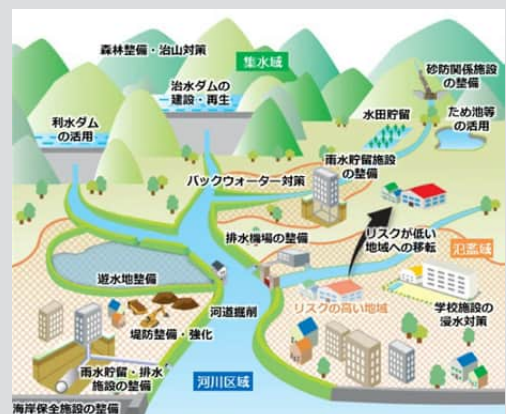 森林整備・治山対策
集水域
砂防関係施設
の整備
治水ダムの
建設・再生
水田貯留
ため池等
の活用
利水ダム
の活用
雨水貯留施設
の整備
バックウォーター対策
排水機場の整備
リスクが低い
地域への移転
氾濫域
遊水地整備
河道掘削
リスクの高い地域
学校施設の
浸水対策
堤防整備・強化
雨水貯留・排水
施設の整備
河川区域
海岸保全施設の整備